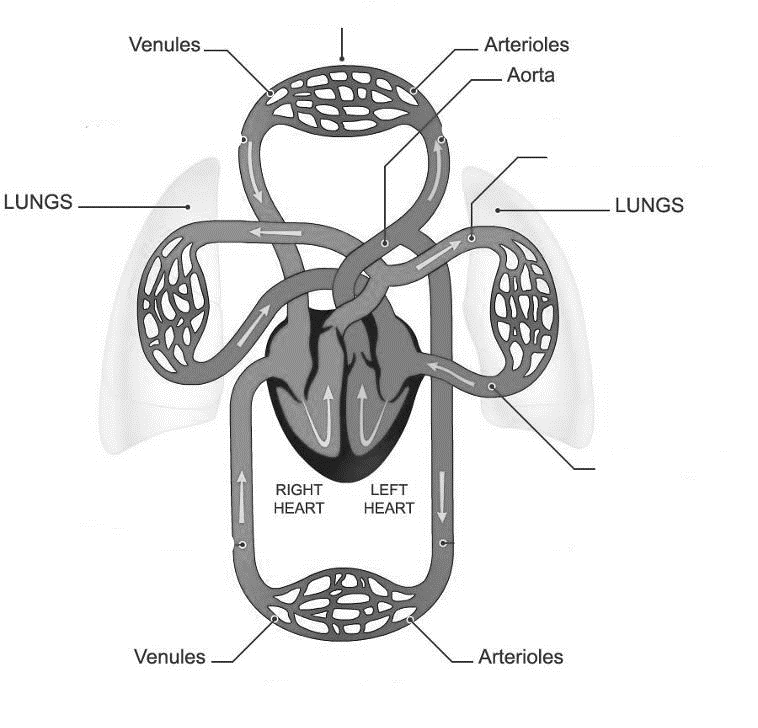 Venules
Arterioles
Aorta
LUNGS
LUNGS
RIGHT
HEART
LEFT
HEART
Venules
Arterioles